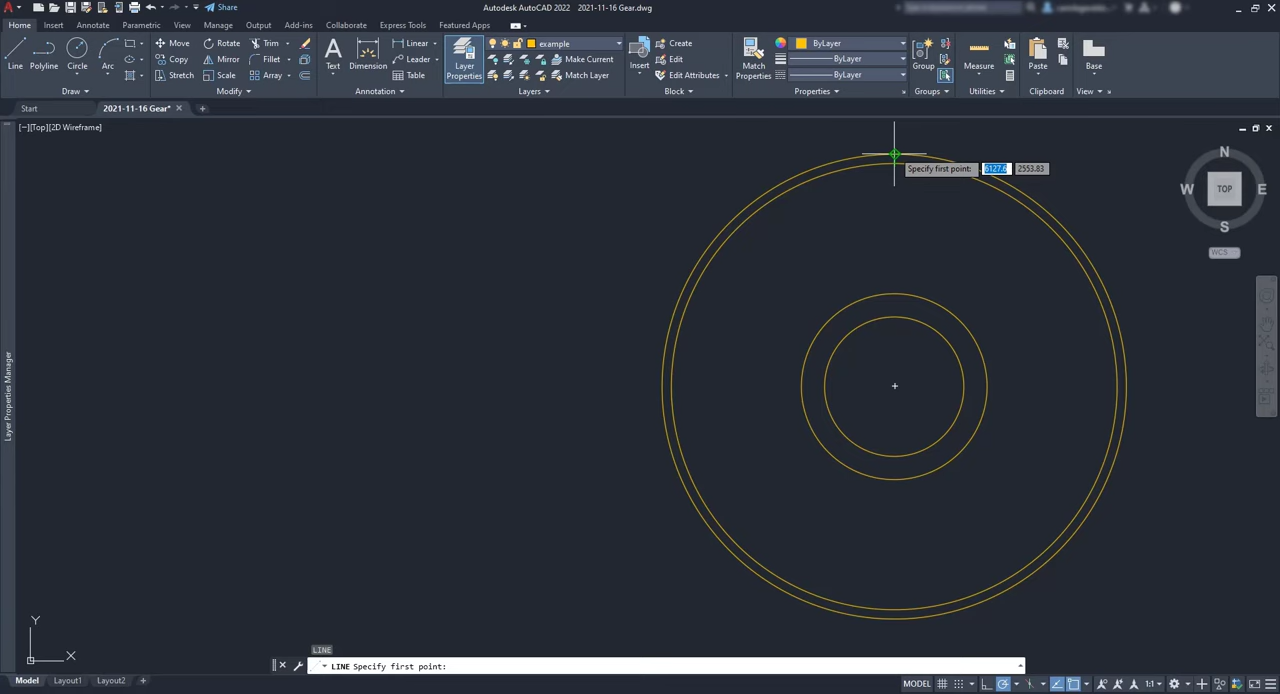 Share
Autodesk AutoCAD 2022 2021-11-16 Gear.dwg
Home Insert Annotate Parametric View Manage Output Add-ins Collaborate Express Tools Featured Apps
Line Polyline Circle Arc
Move Rotate Trim
Copy Mirror Fillet
Stretch Scale Array
Text Dimension
Linear
Leader
Table
Layer Properties
example
Make Current
Match Layer
Insert
Create
Edit
Edit Attributes
Match Properties
ByLayer
ByLayer
ByLayer
Group
Measure
Paste
Base
Draw Modify Annotation Layers Block Properties Groups Utilities Clipboard View
Start 2021-11-16 Gear*
[−][Top][2D Wireframe]
Specify first point: 6127.6 2553.83
N
W TOP E
S
WCS
Layer Properties Manager
Y
X
LINE
LINE Specify first point:
Model Layout1 Layout2
MODEL 1:1